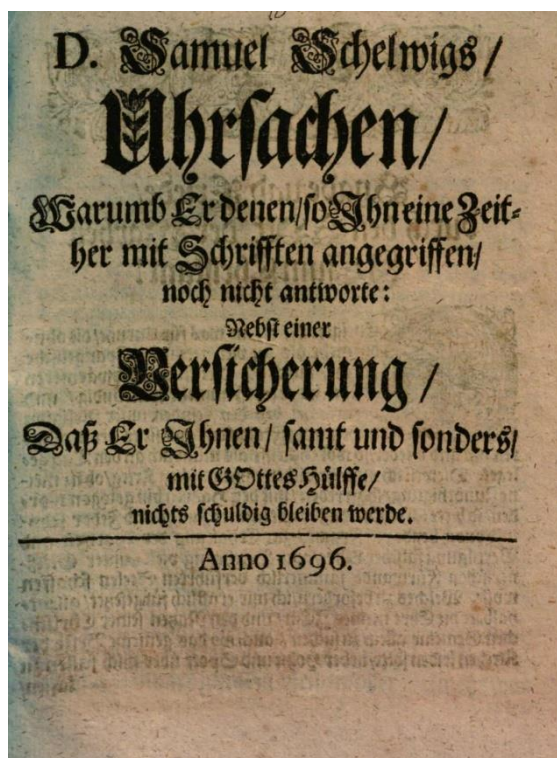 D. Samuel Schelwigs /
Uhrsachen /
Warumb Er denen / so Ihn eine Zeit=
her mit Schrifften angegriffen /
noch nicht antworte:
Nebst einer
Versicherung /
Daß Er Ihnen / samt und sonders /
mit GOttes Hülffe /
nichts schuldig bleiben werde.
Anno 1696.